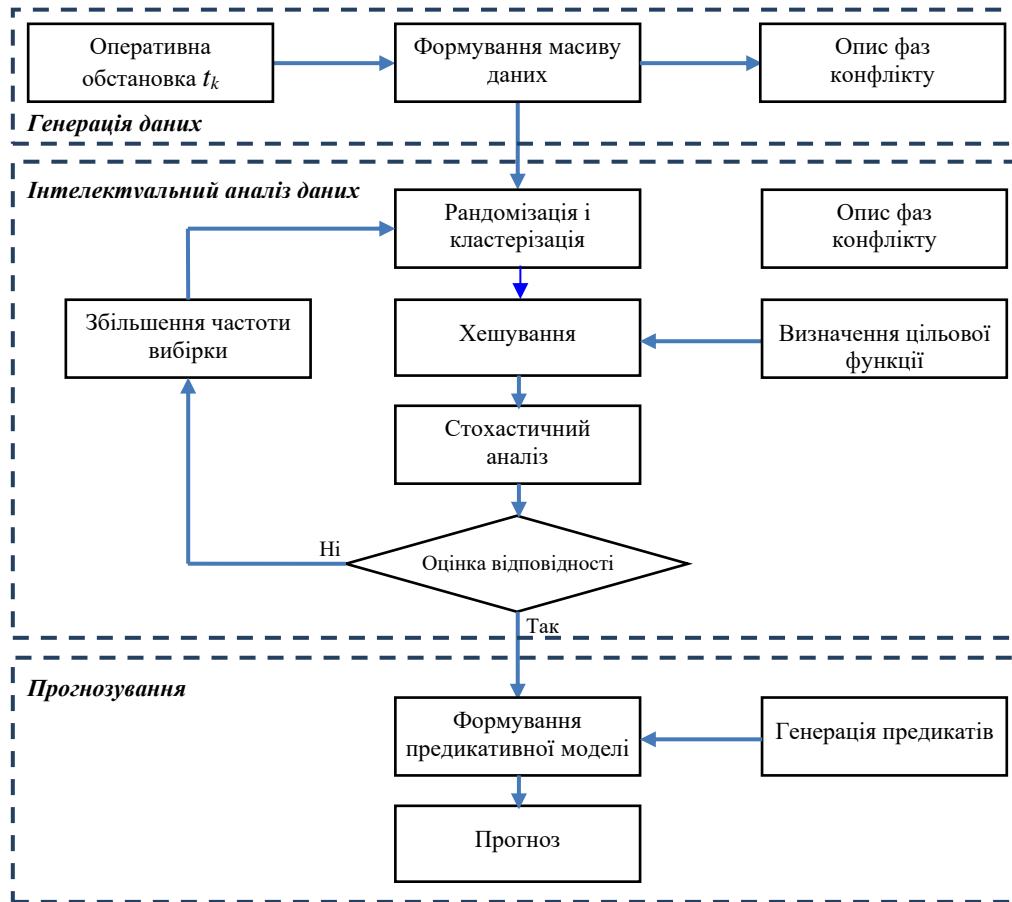 Оперативна
обстановка tk
Формування масиву
даних
Опис фаз
конфлікту
Генерація даних
Інтелектуальний аналіз даних
Рандомізація і
кластерізація
Опис фаз
конфлікту
Збільшення частоти
вибірки
Хешування
Визначення цільової
функції
Стохастичний
аналіз
Ні
Оцінка відповідності
Так
Прогнозування
Формування
предикативної моделі
Генерація предикатів
Прогноз